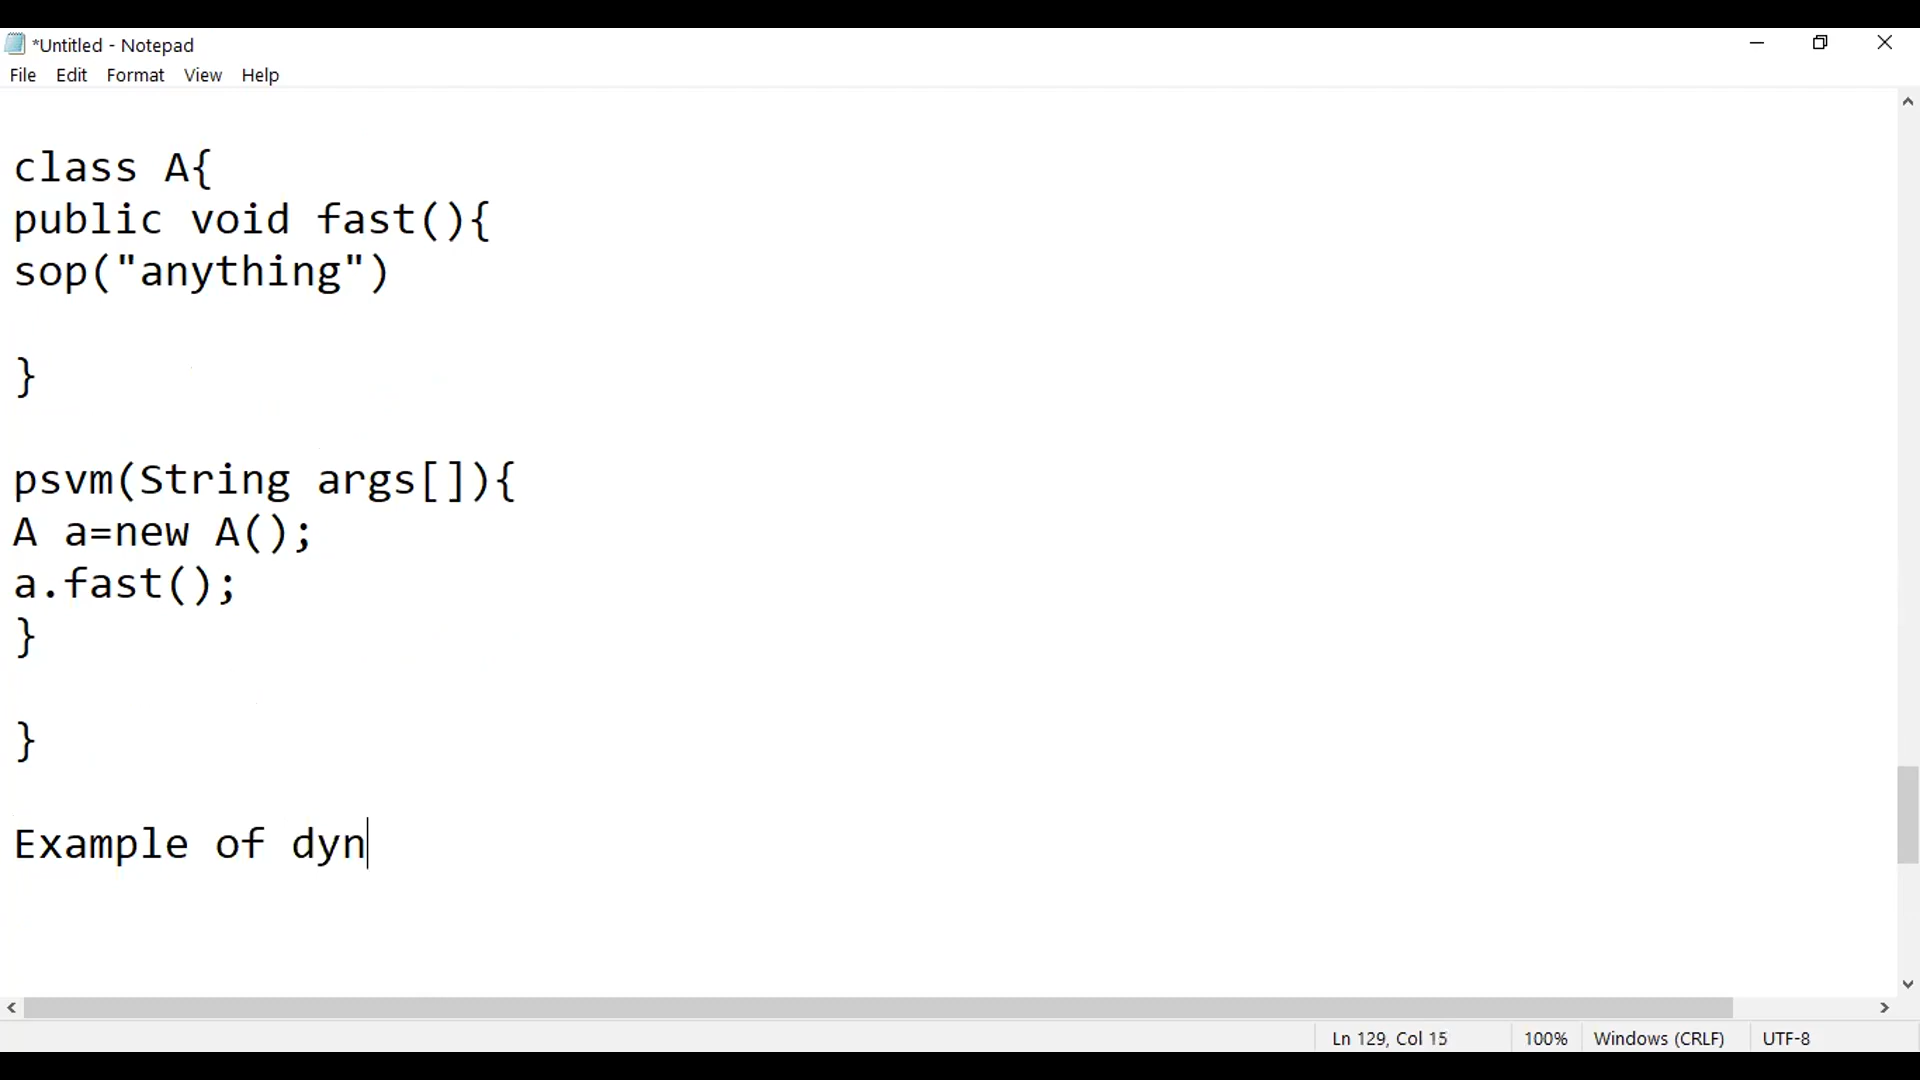 *Untitled - Notepad
File Edit Format View Help
class A{
public void fast(){
sop("anything")
}
psvm(String args[]){
A a=new A();
a.fast();
}
}
Example of dyn
Ln 129, Col 15 100% Windows (CRLF) UTF-8